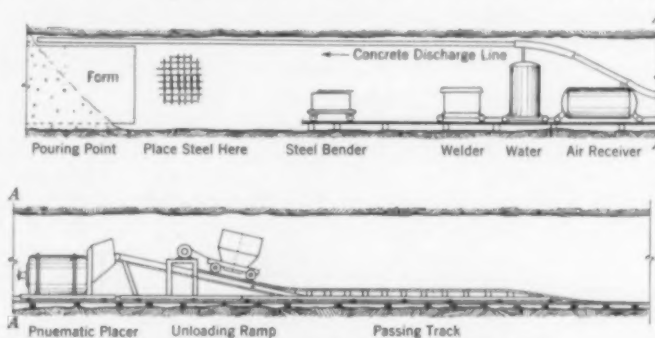 Concrete Discharge Line
Form
Pouring Point Place Steel Here Steel Bender Welder Water Air Receiver
A
A
Pnuematic Placer Unloading Ramp Passing Track